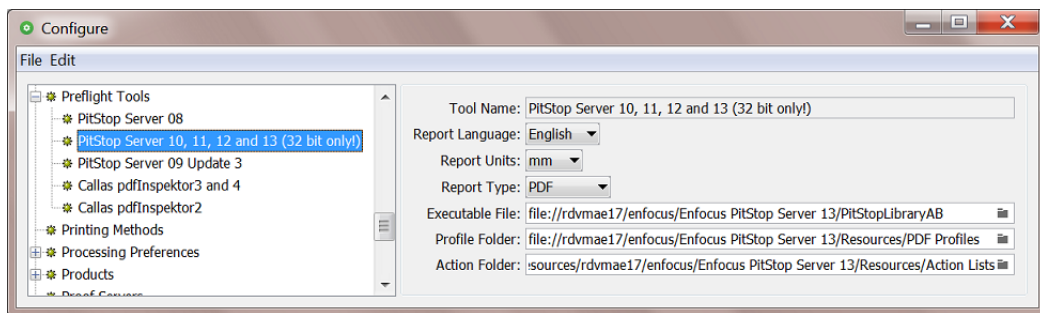 Configure
File Edit
Preflight Tools
PitStop Server 08
PitStop Server 10, 11, 12 and 13 (32 bit only!)
PitStop Server 09 Update 3
Callas pdfInspektor3 and 4
Callas pdfInspektor2
Printing Methods
Processing Preferences
Products
Proof Servers
Tool Name: PitStop Server 10, 11, 12 and 13 (32 bit only!)
Report Language: English
Report Units: mm
Report Type: PDF
Executable File: file://rdvmae17/enfocus/Enfocus PitStop Server 13/PitStopLibraryAB
Profile Folder: file://rdvmae17/enfocus/Enfocus PitStop Server 13/Resources/PDF Profiles
Action Folder: sources/rdvmae17/enfocus/Enfocus PitStop Server 13/Resources/Action Lists